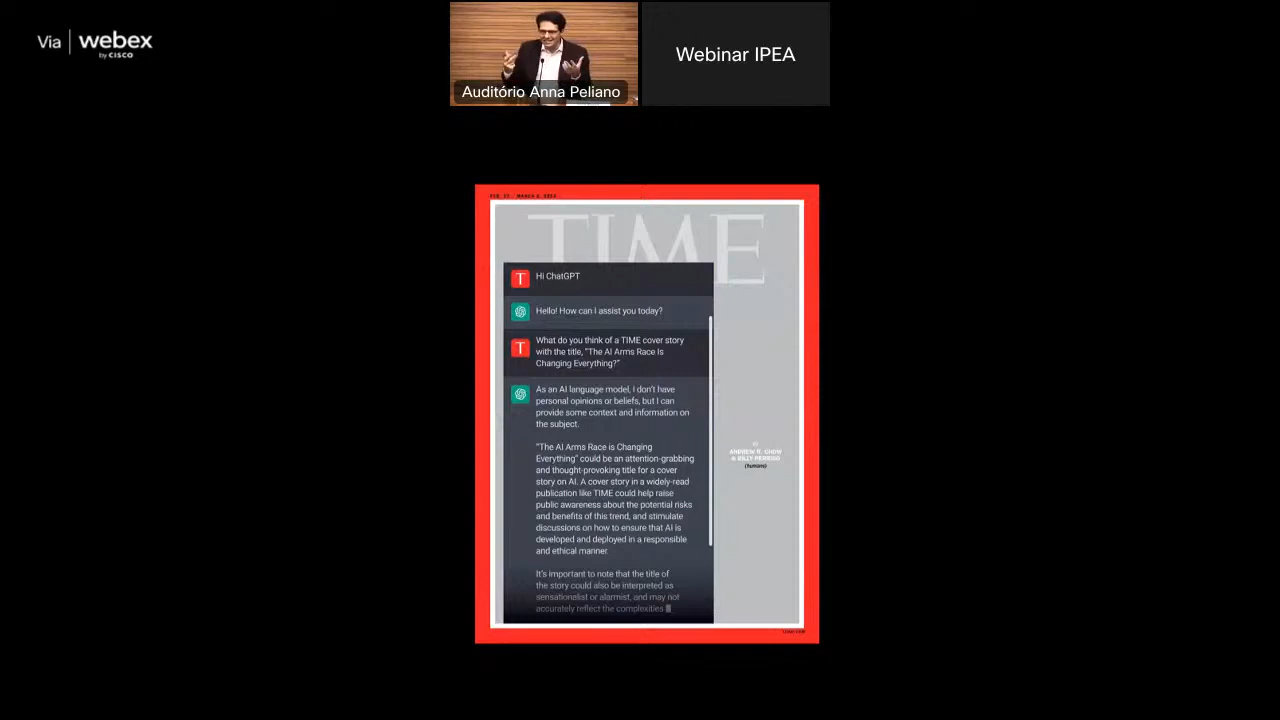 Via webex
by CISCO
Auditório Anna Peliano
Webinar IPEA
TIME
T Hi ChatGPT
Hello! How can I assist you today?
T What do you think of a TIME cover story
with the title, “The AI Arms Race Is
Changing Everything?”
As an AI language model, I don't have
personal opinions or beliefs, but I can
provide some context and information on
the subject.
“The AI Arms Race is Changing
Everything” could be an attention-grabbing
and thought-provoking title for a cover
story on AI. A cover story in a widely-read
publication like TIME could help raise
public awareness about the potential risks
and benefits of this trend, and stimulate
discussions on how to ensure that AI is
developed and deployed in a responsible
and ethical manner.
It's important to note that the title of
the story could also be interpreted as
sensationalist or alarmist, and may not
accurately reflect the complexities
by
ANDREW R. CHOW
& BILLY PERRIGO
(humans)